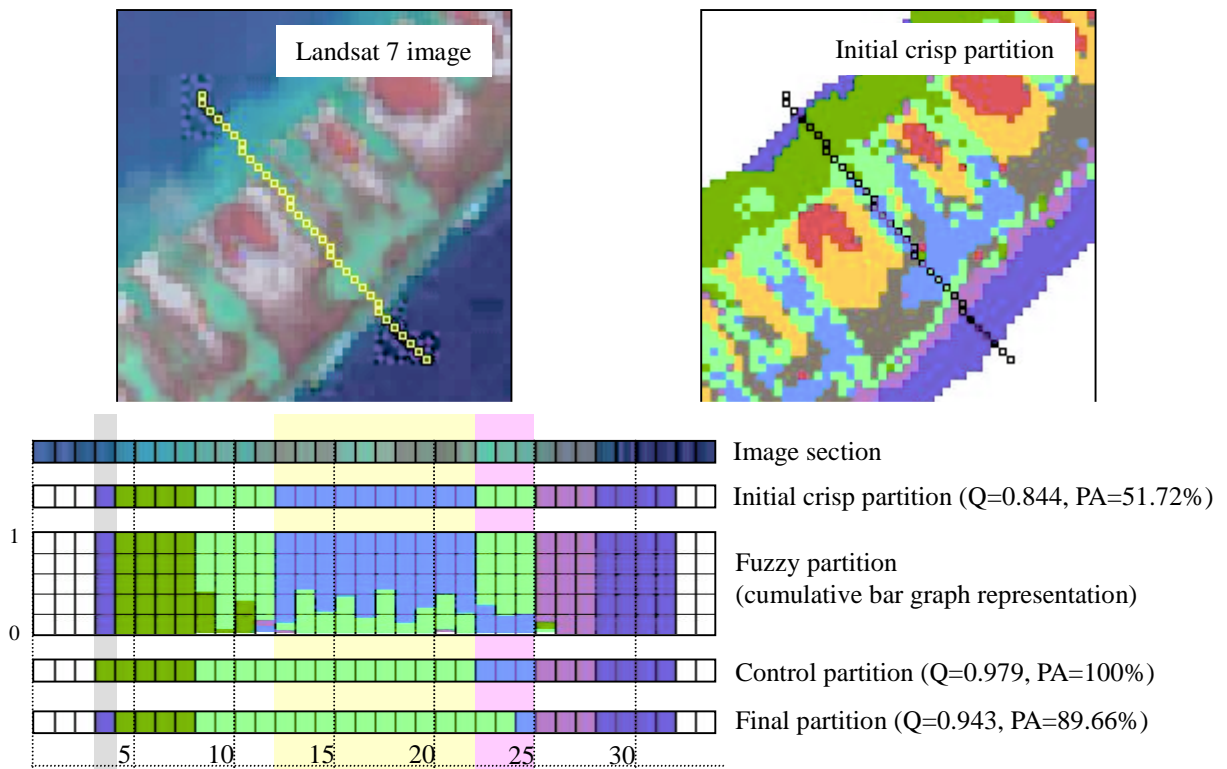 Landsat 7 image
Initial crisp partition
Image section
Initial crisp partition (Q=0.844, PA=51.72%)
1
Fuzzy partition
(cumulative bar graph representation)
0
Control partition (Q=0.979, PA=100%)
Final partition (Q=0.943, PA=89.66%)
5 10 15 20 25 30